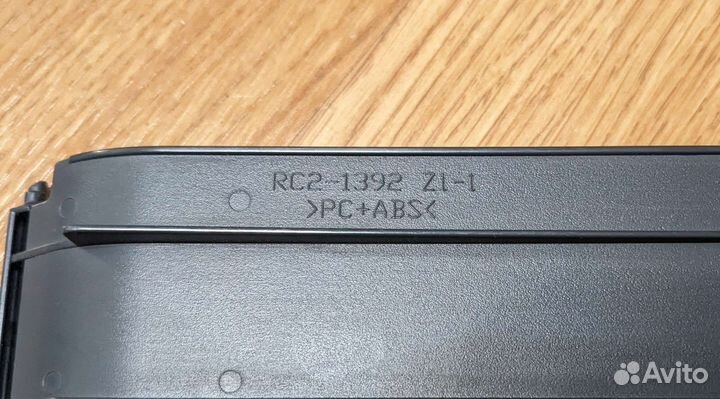 RC2-1392 Z1-1
>PC+ABS<
Avito